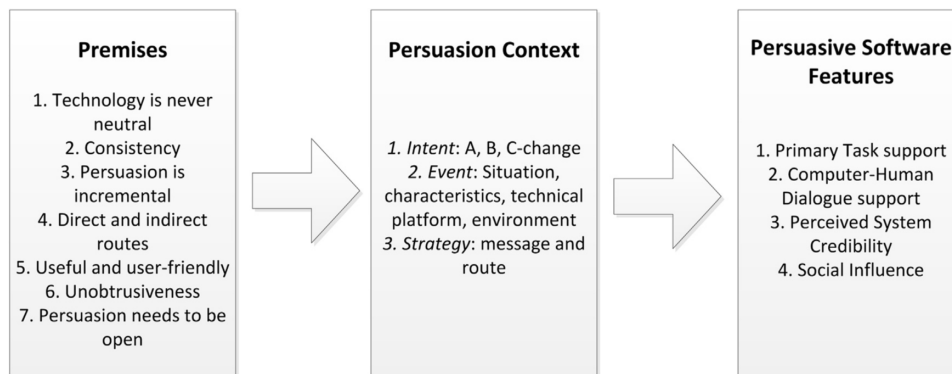 Premises
1. Technology is never
neutral
2. Consistency
3. Persuasion is
incremental
4. Direct and indirect
routes
5. Useful and user-friendly
6. Unobtrusiveness
7. Persuasion needs to be
open
Persuasion Context
1. Intent: A, B, C-change
2. Event: Situation,
characteristics, technical
platform, environment
3. Strategy: message and
route
Persuasive Software
Features
1. Primary Task support
2. Computer-Human
Dialogue support
3. Perceived System
Credibility
4. Social Influence